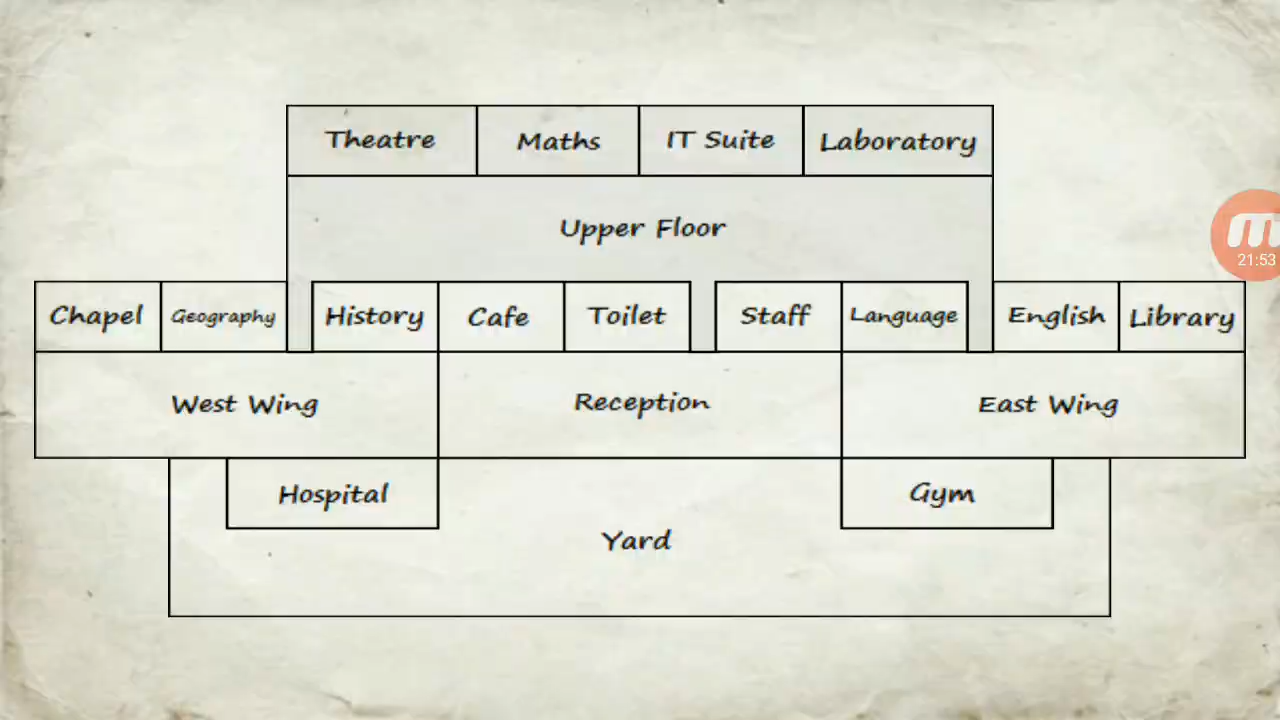 Theatre
Maths
IT Suite
Laboratory
Upper Floor
Chapel
Geography
History
Cafe
Toilet
Staff
Language
English
Library
West Wing
Reception
East Wing
Hospital
Gym
Yard
21:53